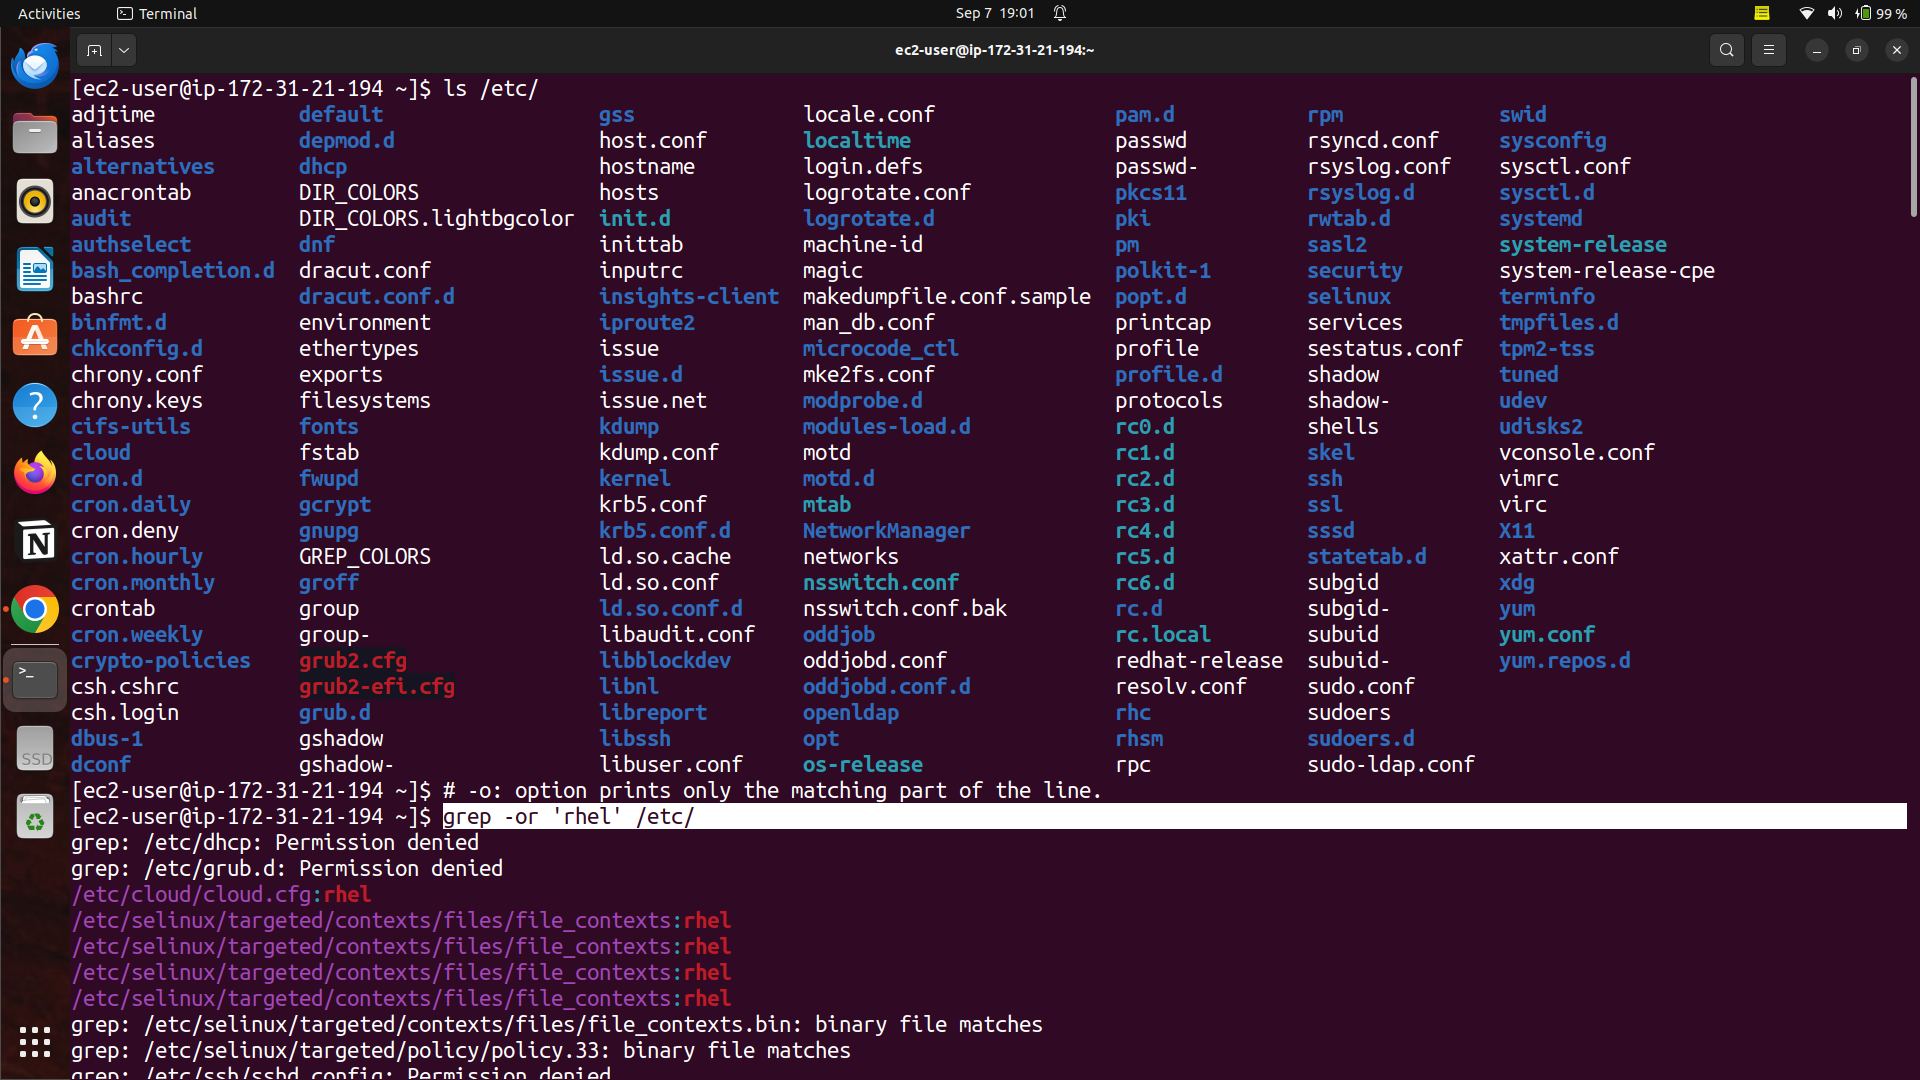 Activities Terminal Sep 7 19:01 99 %
ec2-user@ip-172-31-21-194:~
[ec2-user@ip-172-31-21-194 ~]$ ls /etc/
adjtime default gss locale.conf pam.d rpm swid
aliases depmod.d host.conf localtime passwd rsyncd.conf sysconfig
alternatives dhcp hostname login.defs passwd- rsyslog.conf sysctl.conf
anacrontab DIR_COLORS hosts logrotate.conf pkcs11 rsyslog.d sysctl.d
audit DIR_COLORS.lightbgcolor init.d logrotate.d pki rwtab.d systemd
authselect dnf inittab machine-id pm sasl2 system-release
bash_completion.d dracut.conf inputrc magic polkit-1 security system-release-cpe
bashrc dracut.conf.d insights-client makedumpfile.conf.sample popt.d selinux terminfo
binfmt.d environment iproute2 man_db.conf printcap services tmpfiles.d
chkconfig.d ethertypes issue microcode_ctl profile sestatus.conf tpm2-tss
chrony.conf exports issue.d mke2fs.conf profile.d shadow tuned
chrony.keys filesystems issue.net modprobe.d protocols shadow- udev
cifs-utils fonts kdump modules-load.d rc0.d shells udisks2
cloud fstab kdump.conf motd rc1.d skel vconsole.conf
cron.d fwupd kernel motd.d rc2.d ssh vimrc
cron.daily gcrypt krb5.conf mtab rc3.d ssl virc
cron.deny gnupg krb5.conf.d NetworkManager rc4.d sssd X11
cron.hourly GREP_COLORS ld.so.cache networks rc5.d statetab.d xattr.conf
cron.monthly groff ld.so.conf nsswitch.conf rc6.d subgid xdg
crontab group ld.so.conf.d nsswitch.conf.bak rc.d subgid- yum
cron.weekly group- libaudit.conf oddjob rc.local subuid yum.conf
crypto-policies grub2.cfg libblockdev oddjobd.conf redhat-release subuid- yum.repos.d
csh.cshrc grub2-efi.cfg libnl oddjobd.conf.d resolv.conf sudo.conf
csh.login grub.d libreport openldap rhc sudoers
dbus-1 gshadow libssh opt rhsm sudoers.d
dconf gshadow- libuser.conf os-release rpc sudo-ldap.conf
[ec2-user@ip-172-31-21-194 ~]$ # -o: option prints only the matching part of the line.
[ec2-user@ip-172-31-21-194 ~]$ grep -or 'rhel' /etc/
grep: /etc/dhcp: Permission denied
grep: /etc/grub.d: Permission denied
/etc/cloud/cloud.cfg:rhel
/etc/selinux/targeted/contexts/files/file_contexts:rhel
/etc/selinux/targeted/contexts/files/file_contexts:rhel
/etc/selinux/targeted/contexts/files/file_contexts:rhel
/etc/selinux/targeted/contexts/files/file_contexts:rhel
grep: /etc/selinux/targeted/contexts/files/file_contexts.bin: binary file matches
grep: /etc/selinux/targeted/policy/policy.33: binary file matches
grep: /etc/ssh/sshd_config: Permission denied
SSD